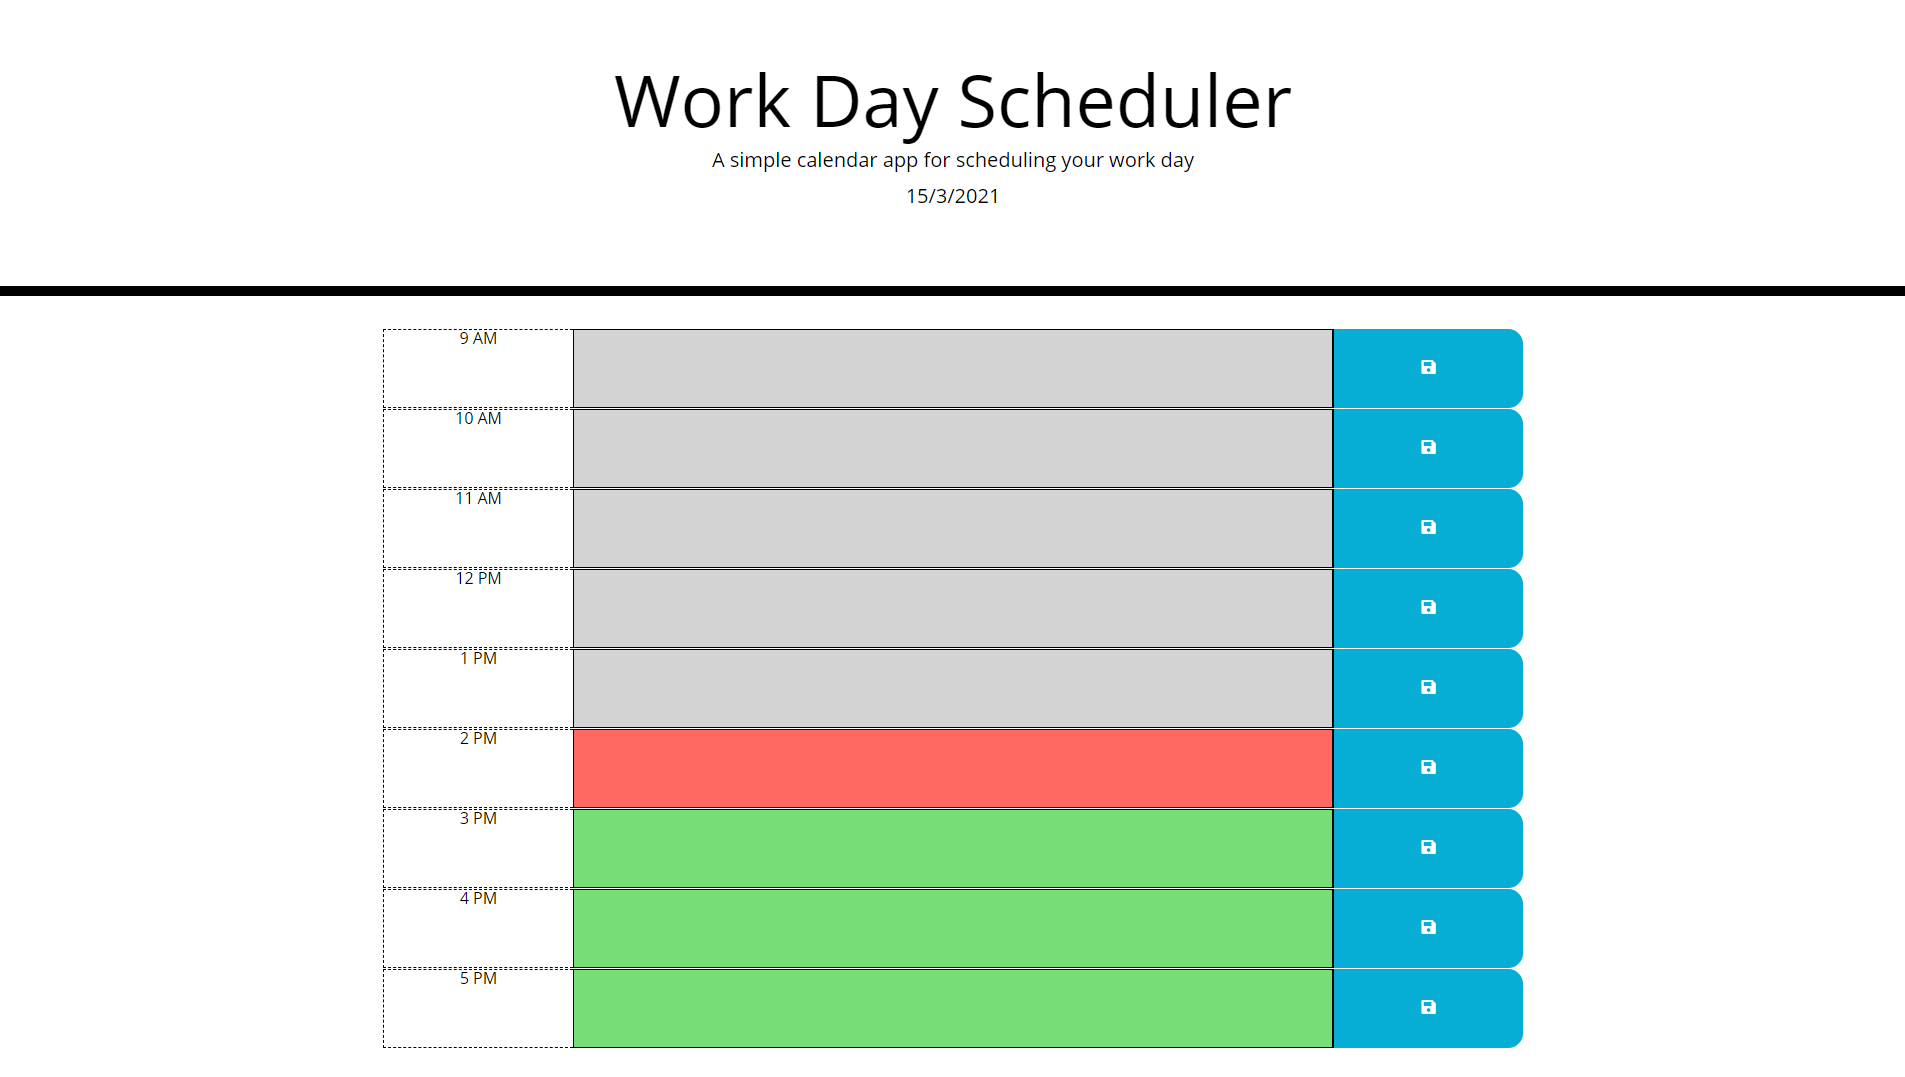 Work Day Scheduler
A simple calendar app for scheduling your work day
15/3/2021
9 AM
10 AM
11 AM
12 PM
1 PM
2 PM
3 PM
4 PM
5 PM